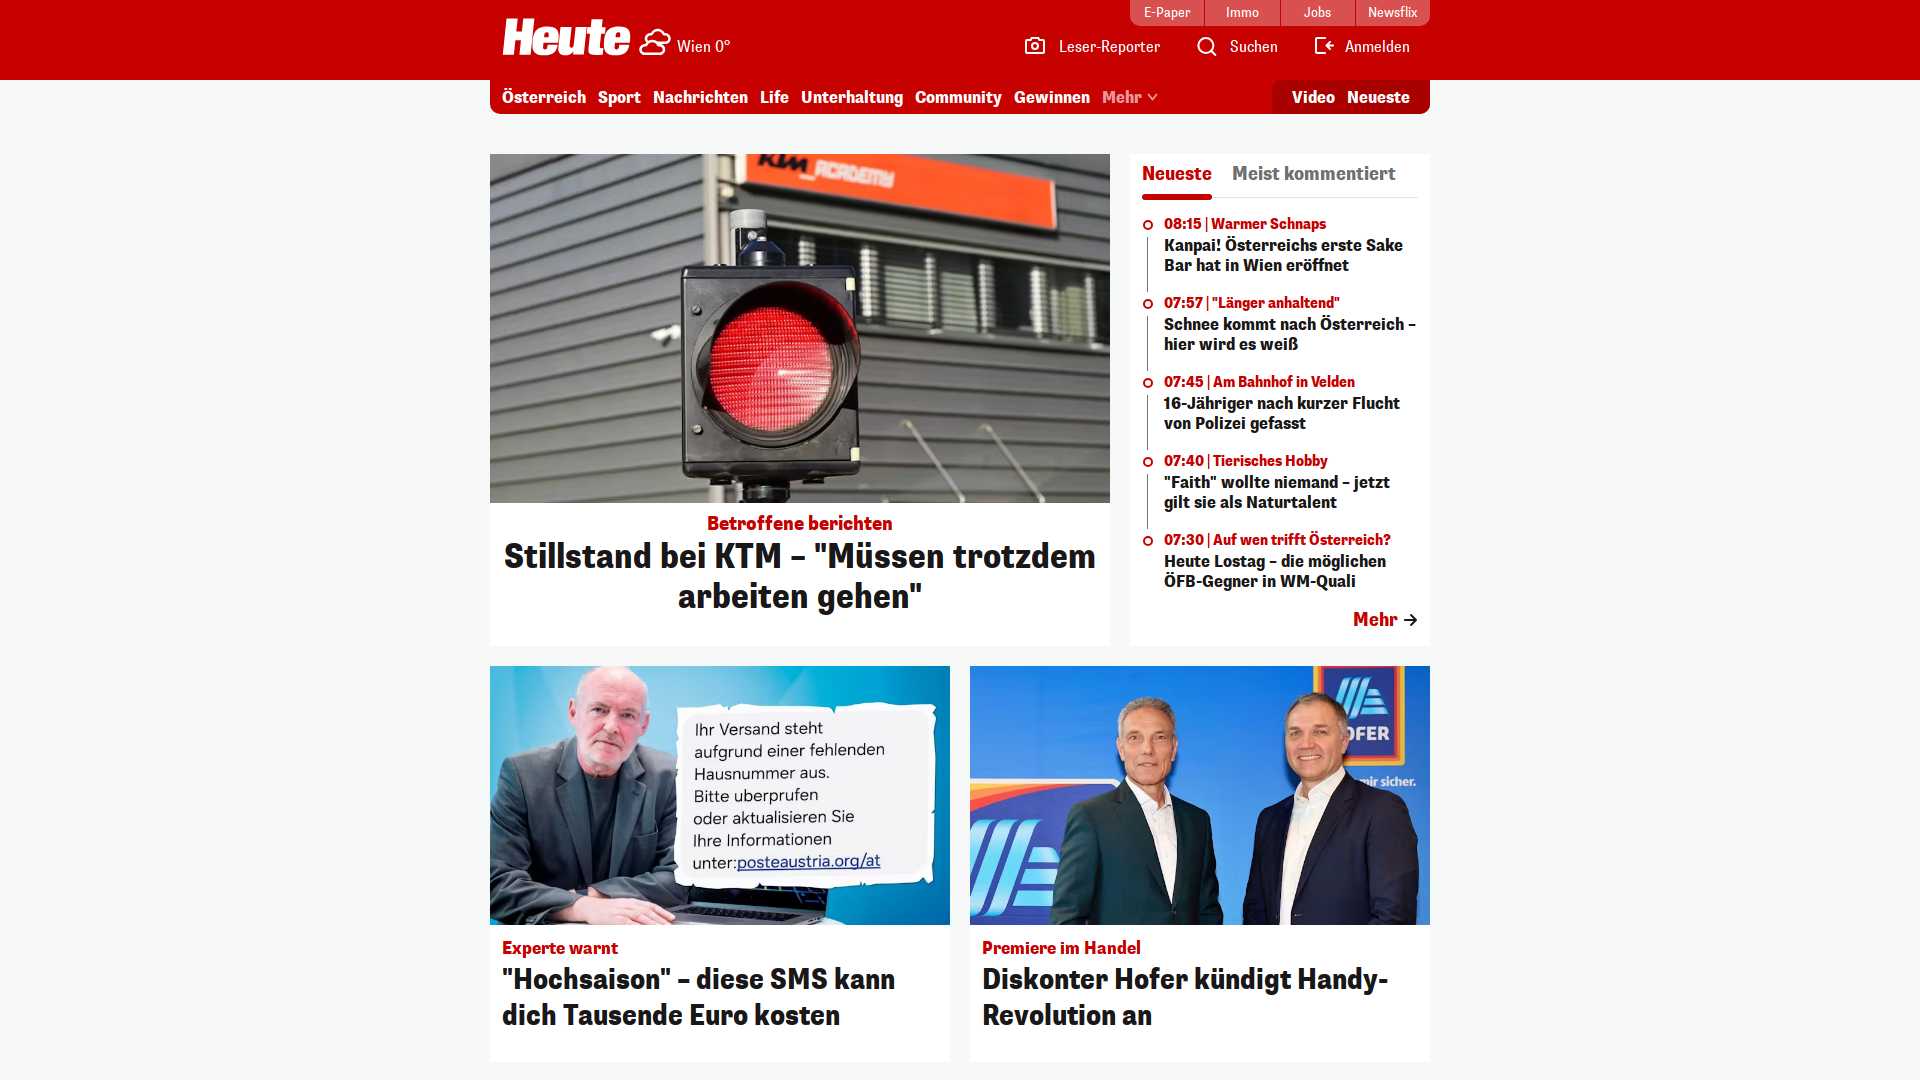 E-Paper
Immo
Jobs
Newsflix
Heute
Wien 0°
Leser-Reporter
Suchen
Anmelden
Österreich
Sport
Nachrichten
Life
Unterhaltung
Community
Gewinnen
Mehr
Video
Neueste
KTM_ACADEMY
Betroffene berichten
Stillstand bei KTM – "Müssen trotzdem
arbeiten gehen"
Neueste
Meist kommentiert
08:15 | Warmer Schnaps
Kanpai! Österreichs erste Sake
Bar hat in Wien eröffnet
07:57 | "Länger anhaltend"
Schnee kommt nach Österreich –
hier wird es weiß
07:45 | Am Bahnhof in Velden
16-Jähriger nach kurzer Flucht
von Polizei gefasst
07:40 | Tierisches Hobby
"Faith" wollte niemand – jetzt
gilt sie als Naturtalent
07:30 | Auf wen trifft Österreich?
Heute Lostag – die möglichen
ÖFB-Gegner in WM-Quali
Mehr
Ihr Versand steht
aufgrund einer fehlenden
Hausnummer aus.
Bitte uberprufen
oder aktualisieren Sie
Ihre Informationen
unter:posteaustria.org/at
Experte warnt
"Hochsaison" – diese SMS kann
dich Tausende Euro kosten
OFER
mir sicher.
Premiere im Handel
Diskonter Hofer kündigt Handy-
Revolution an